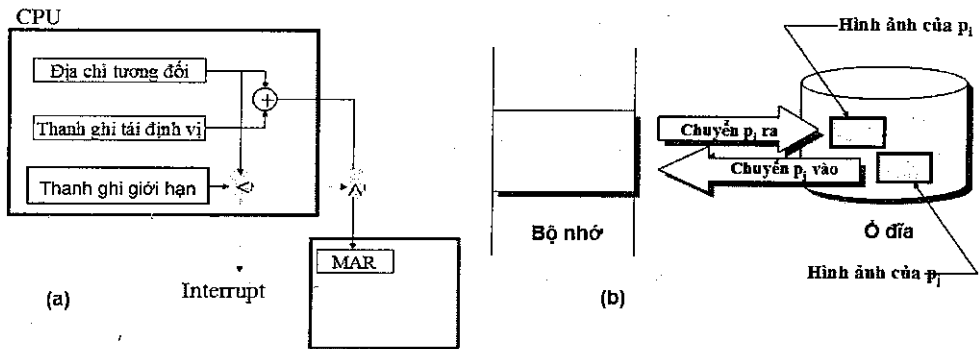 CPU
Địa chỉ tương đối
Thanh ghi tái định vị
Thanh ghi giới hạn
+
<
MAR
Interrupt
(a)
Hình ảnh của pi
Chuyển pi ra
Chuyển pj vào
Bộ nhớ
Ổ đĩa
Hình ảnh của pj
(b)